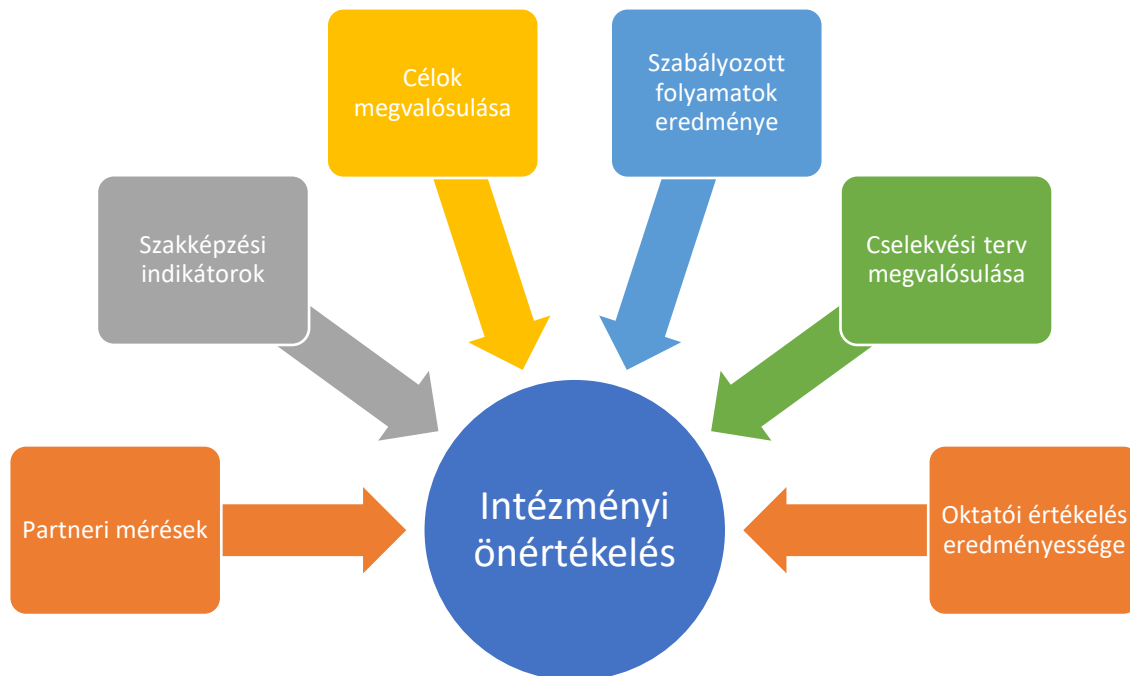 Célok
megvalósulása
Szabályozott
folyamatok
eredménye
Szakképzési
indikátorok
Cselekvési terv
megvalósulása
Partneri mérések
Intézményi
önértékelés
Oktatói értékelés
eredményessége